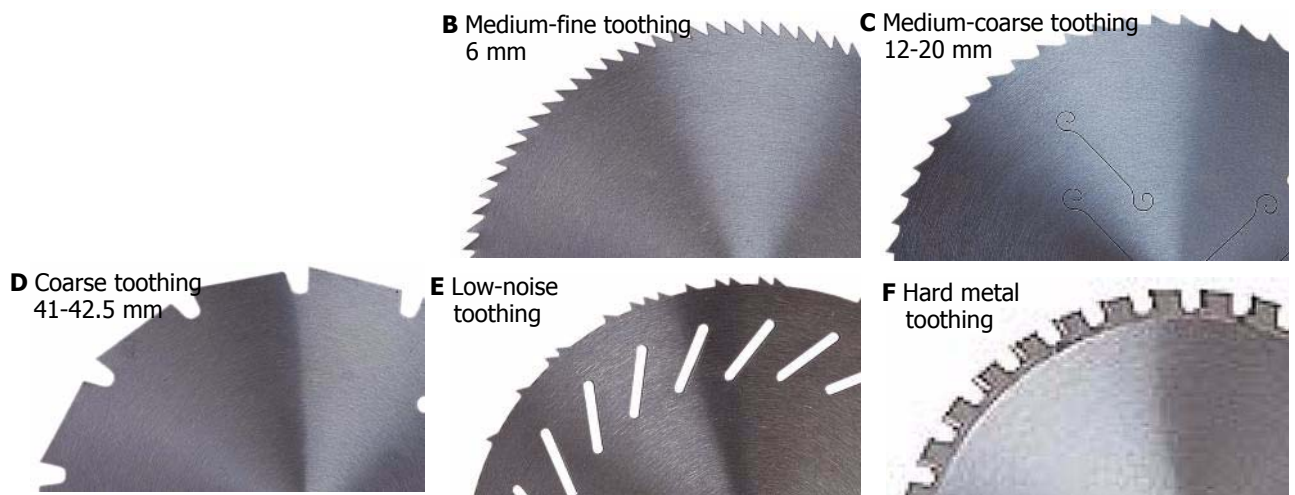 B Medium-fine toothing
6 mm
C Medium-coarse toothing
12-20 mm
D Coarse toothing
41-42.5 mm
E Low-noise
toothing
F Hard metal
toothing